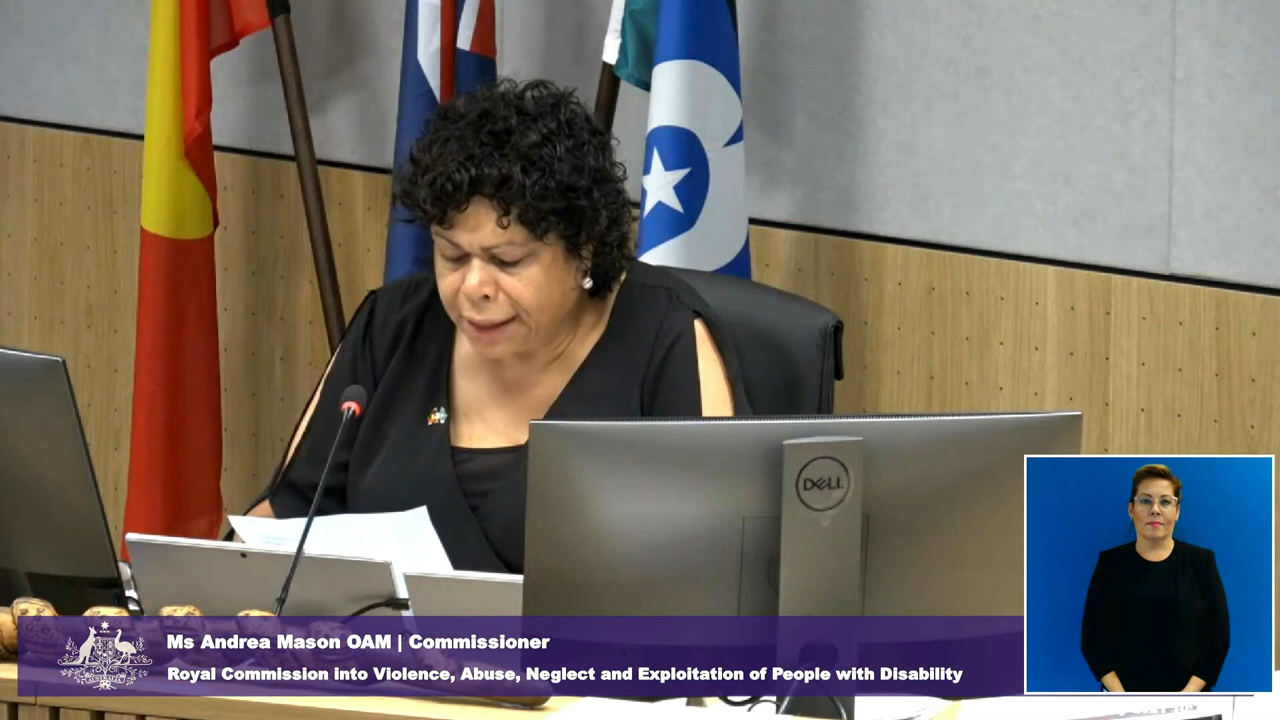 DELL
Ms Andrea Mason OAM | Commissioner
Royal Commission into Violence, Abuse, Neglect and Exploitation of People with Disability